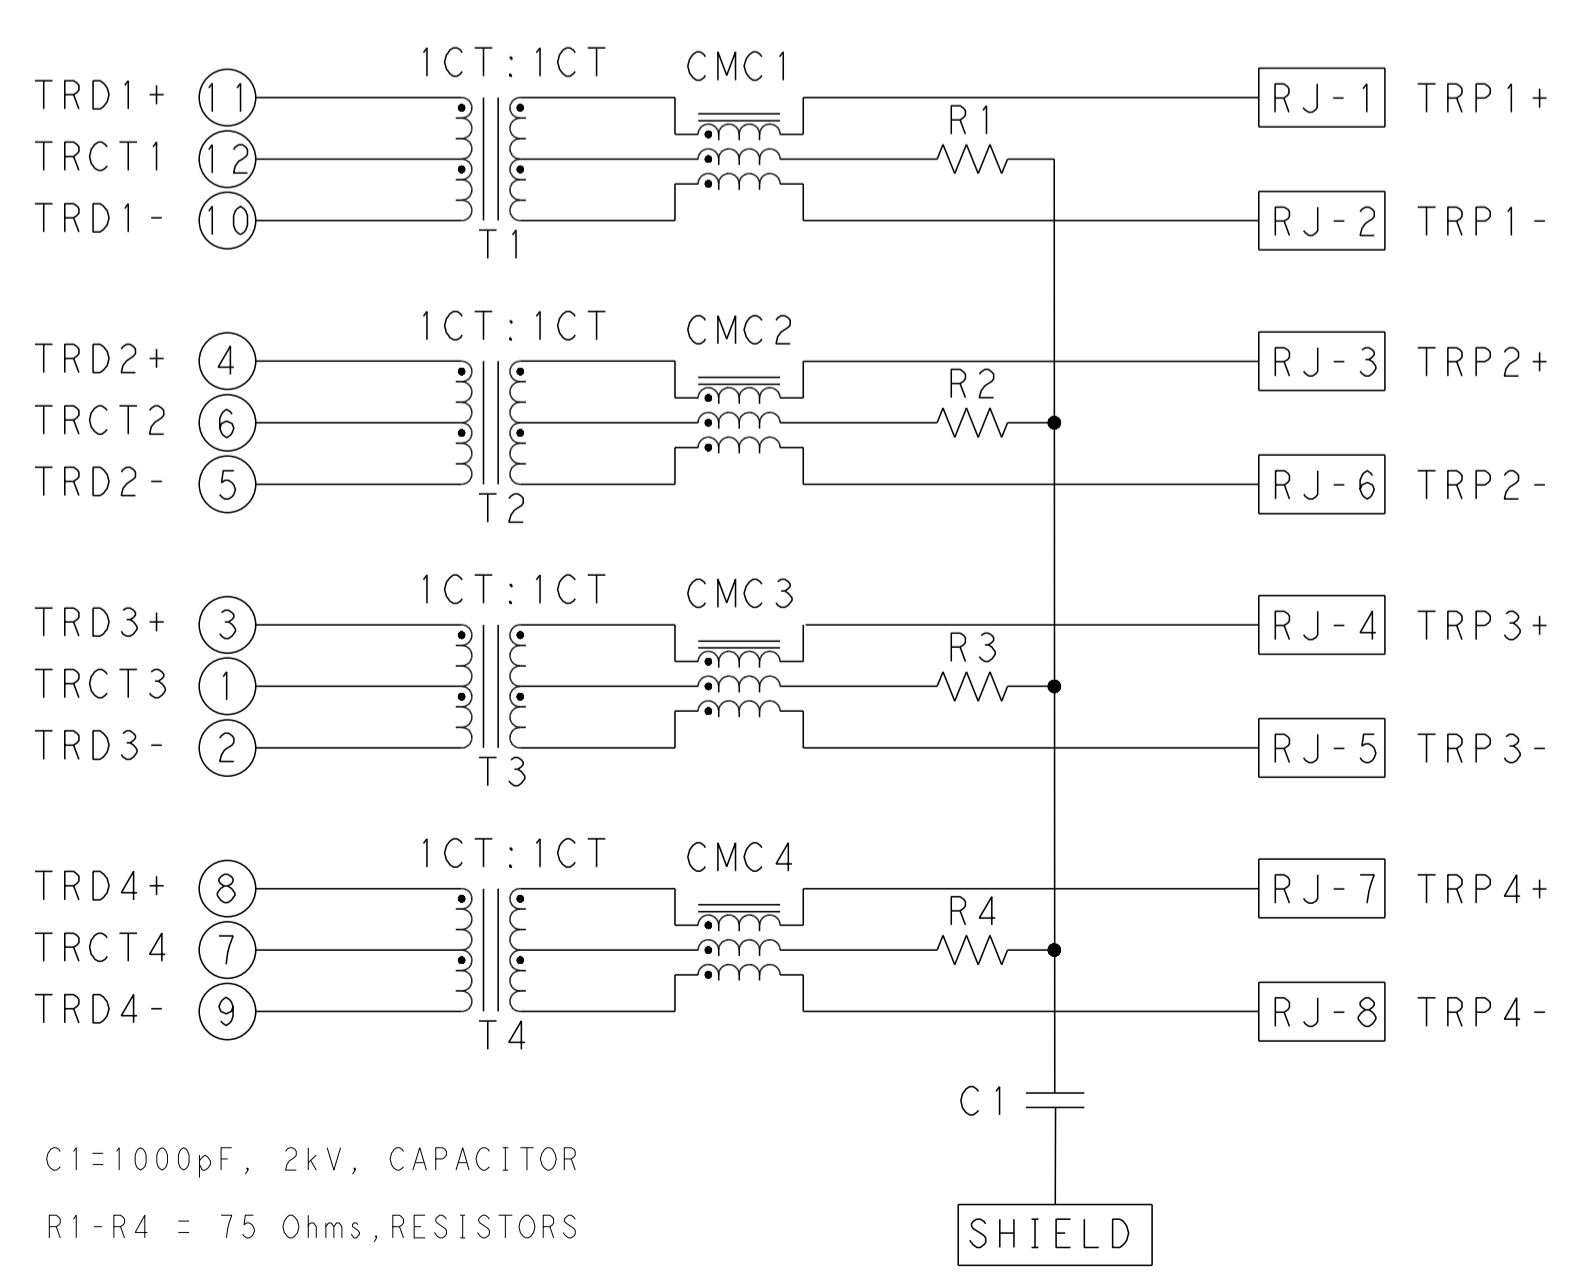 1CT:1CT CMC1
TRD1+ 11 RJ-1 TRP1+
R1
TRCT1 12
TRD1- 10 RJ-2 TRP1-
T1
1CT:1CT CMC2
TRD2+ 4 RJ-3 TRP2+
R2
TRCT2 6
TRD2- 5 RJ-6 TRP2-
T2
1CT:1CT CMC3
TRD3+ 3 RJ-4 TRP3+
R3
TRCT3 1
TRD3- 2 RJ-5 TRP3-
T3
1CT:1CT CMC4
TRD4+ 8 RJ-7 TRP4+
R4
TRCT4 7
TRD4- 9 RJ-8 TRP4-
T4
C1
C1=1000pF, 2kV, CAPACITOR
R1-R4 = 75 Ohms,RESISTORS
SHIELD